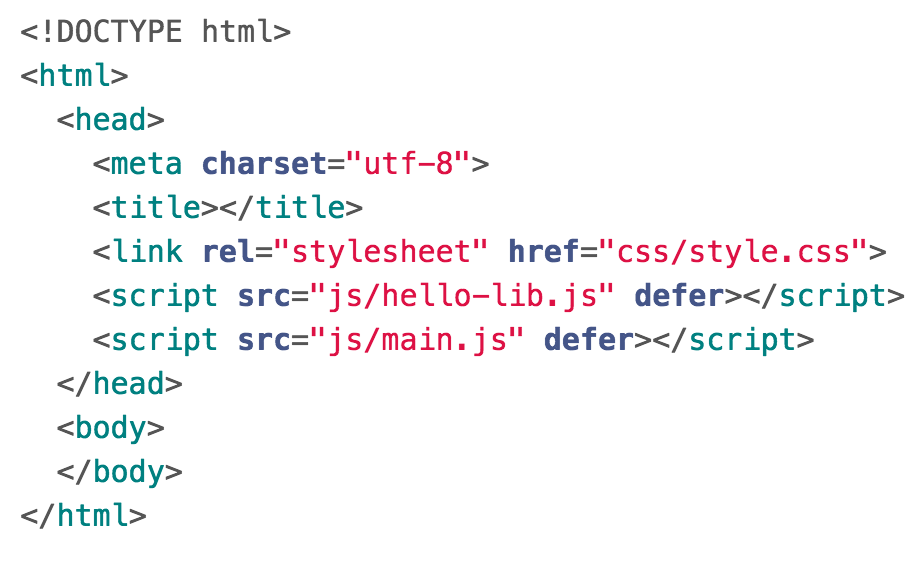 <!DOCTYPE html>
<html>
  <head>
    <meta charset="utf-8">
    <title></title>
    <link rel="stylesheet" href="css/style.css">
    <script src="js/hello-lib.js" defer></script>
    <script src="js/main.js" defer></script>
  </head>
  <body>
  </body>
</html>